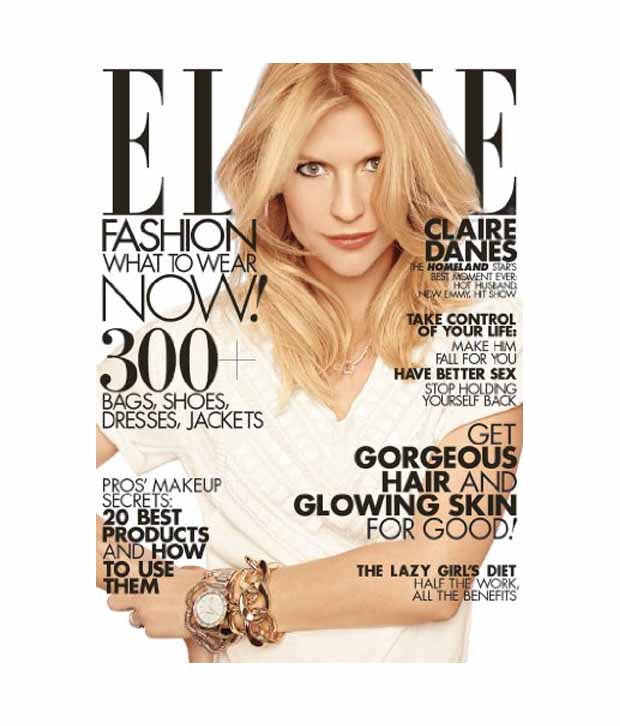 ELLE
FASHION
WHAT TO WEAR
NOW!
300+
BAGS, SHOES,
DRESSES, JACKETS
PROS' MAKEUP
SECRETS:
20 BEST
PRODUCTS
AND HOW
TO USE
THEM
CLAIRE
DANES
THE HOMELAND STAR'S
BEST MOMENT EVER:
HOT HUSBAND,
NEW EMMY, HIT SHOW
TAKE CONTROL
OF YOUR LIFE:
MAKE HIM
FALL FOR YOU
HAVE BETTER SEX
STOP HOLDING
YOURSELF BACK
GET
GORGEOUS
HAIR AND
GLOWING SKIN
FOR GOOD!
THE LAZY GIRL'S DIET
HALF THE WORK,
ALL THE BENEFITS